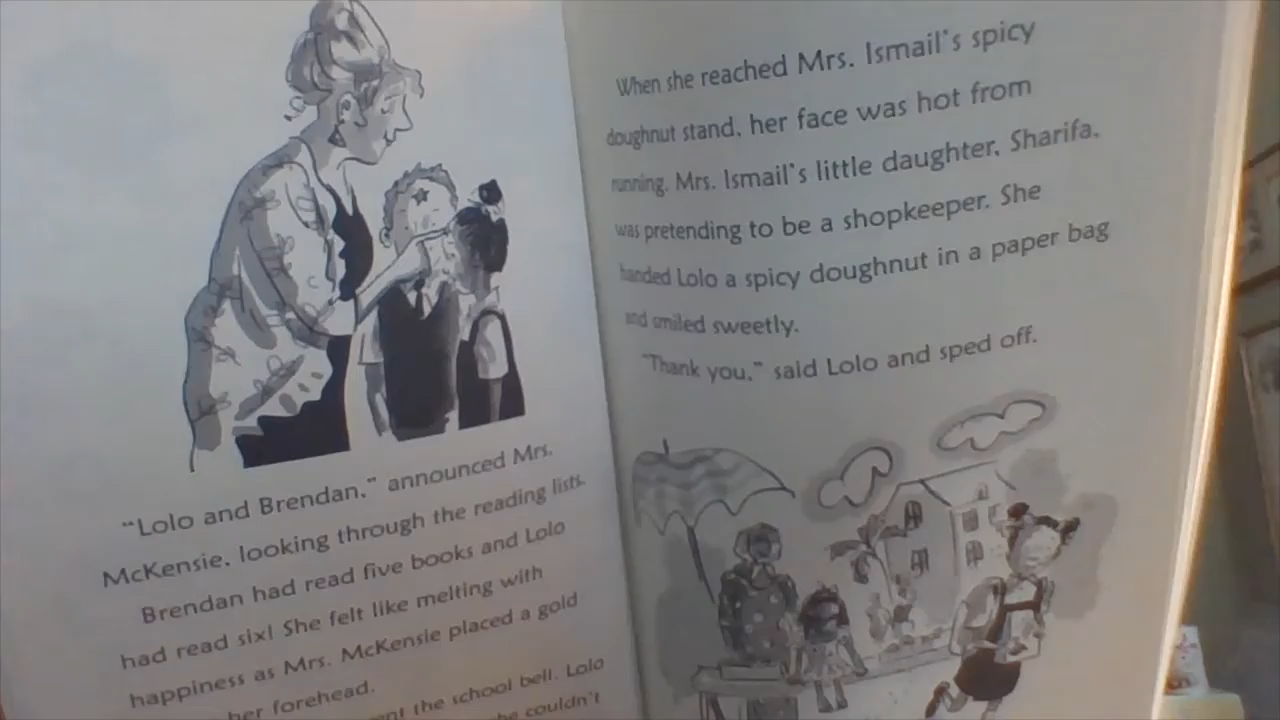 "Lolo and Brendan," announced Mrs.
McKensie, looking through the reading lists.
Brendan had read five books and Lolo
had read six! She felt like melting with
happiness as Mrs. McKensie placed a gold
her forehead.
the school bell. Lolo
she couldn't
When she reached Mrs. Ismail's spicy
doughnut stand, her face was hot from
running. Mrs. Ismail's little daughter, Sharifa,
was pretending to be a shopkeeper. She
handed Lolo a spicy doughnut in a paper bag
and smiled sweetly.
"Thank you," said Lolo and sped off.